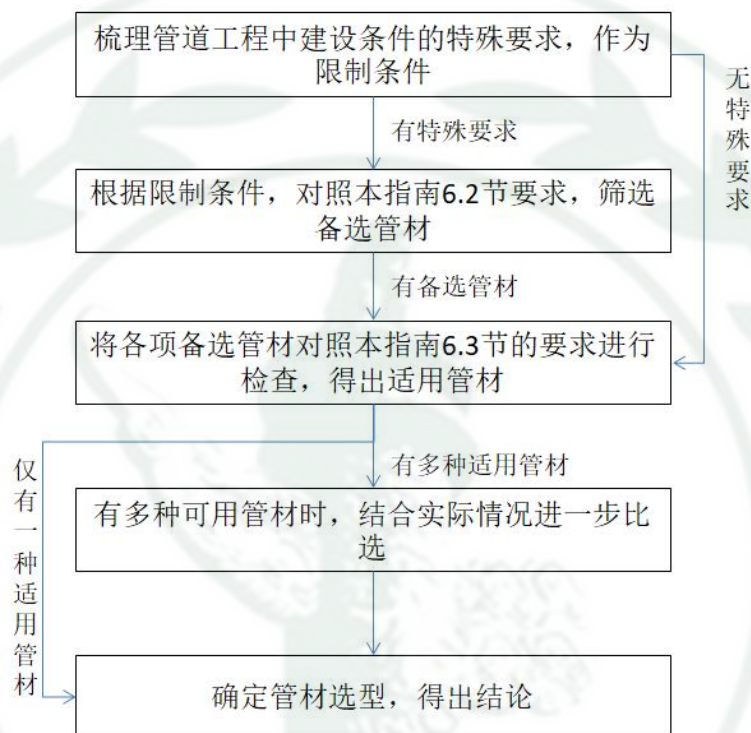 梳理管道工程中建设条件的特殊要求，作为
限制条件
有特殊要求
无特殊要求
根据限制条件，对照本指南6.2节要求，筛选
备选管材
有备选管材
将各项备选管材对照本指南6.3节的要求进行
检查，得出适用管材
有多种适用管材
仅有一种适用管材
有多种可用管材时，结合实际情况进一步比
选
确定管材选型，得出结论